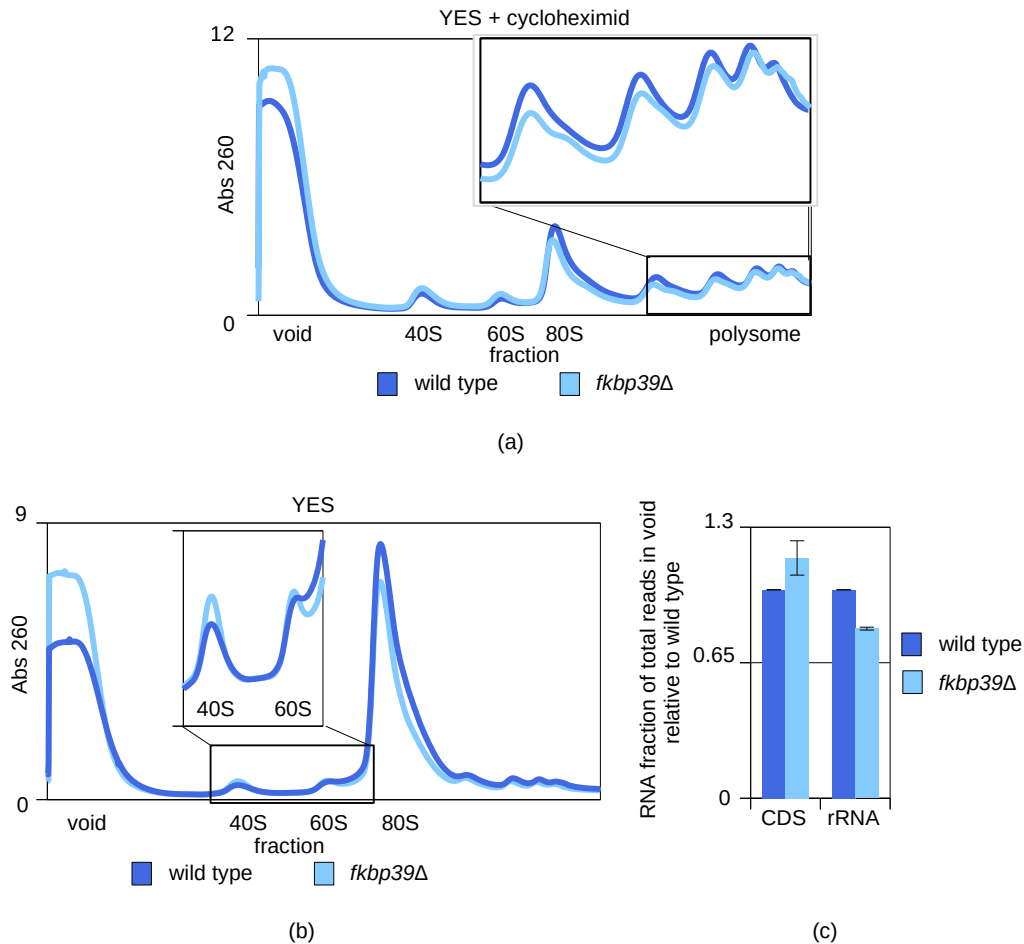 YES + cycloheximid
12
Abs 260
0
void 40S 60S 80S polysome
fraction
wild type fkbp39Δ
(a)
YES
9
Abs 260
40S 60S
0
void 40S 60S 80S
fraction
wild type fkbp39Δ
(b)
RNA fraction of total reads in void
relative to wild type
1.3
0.65
0
CDS rRNA
wild type
fkbp39Δ
(c)